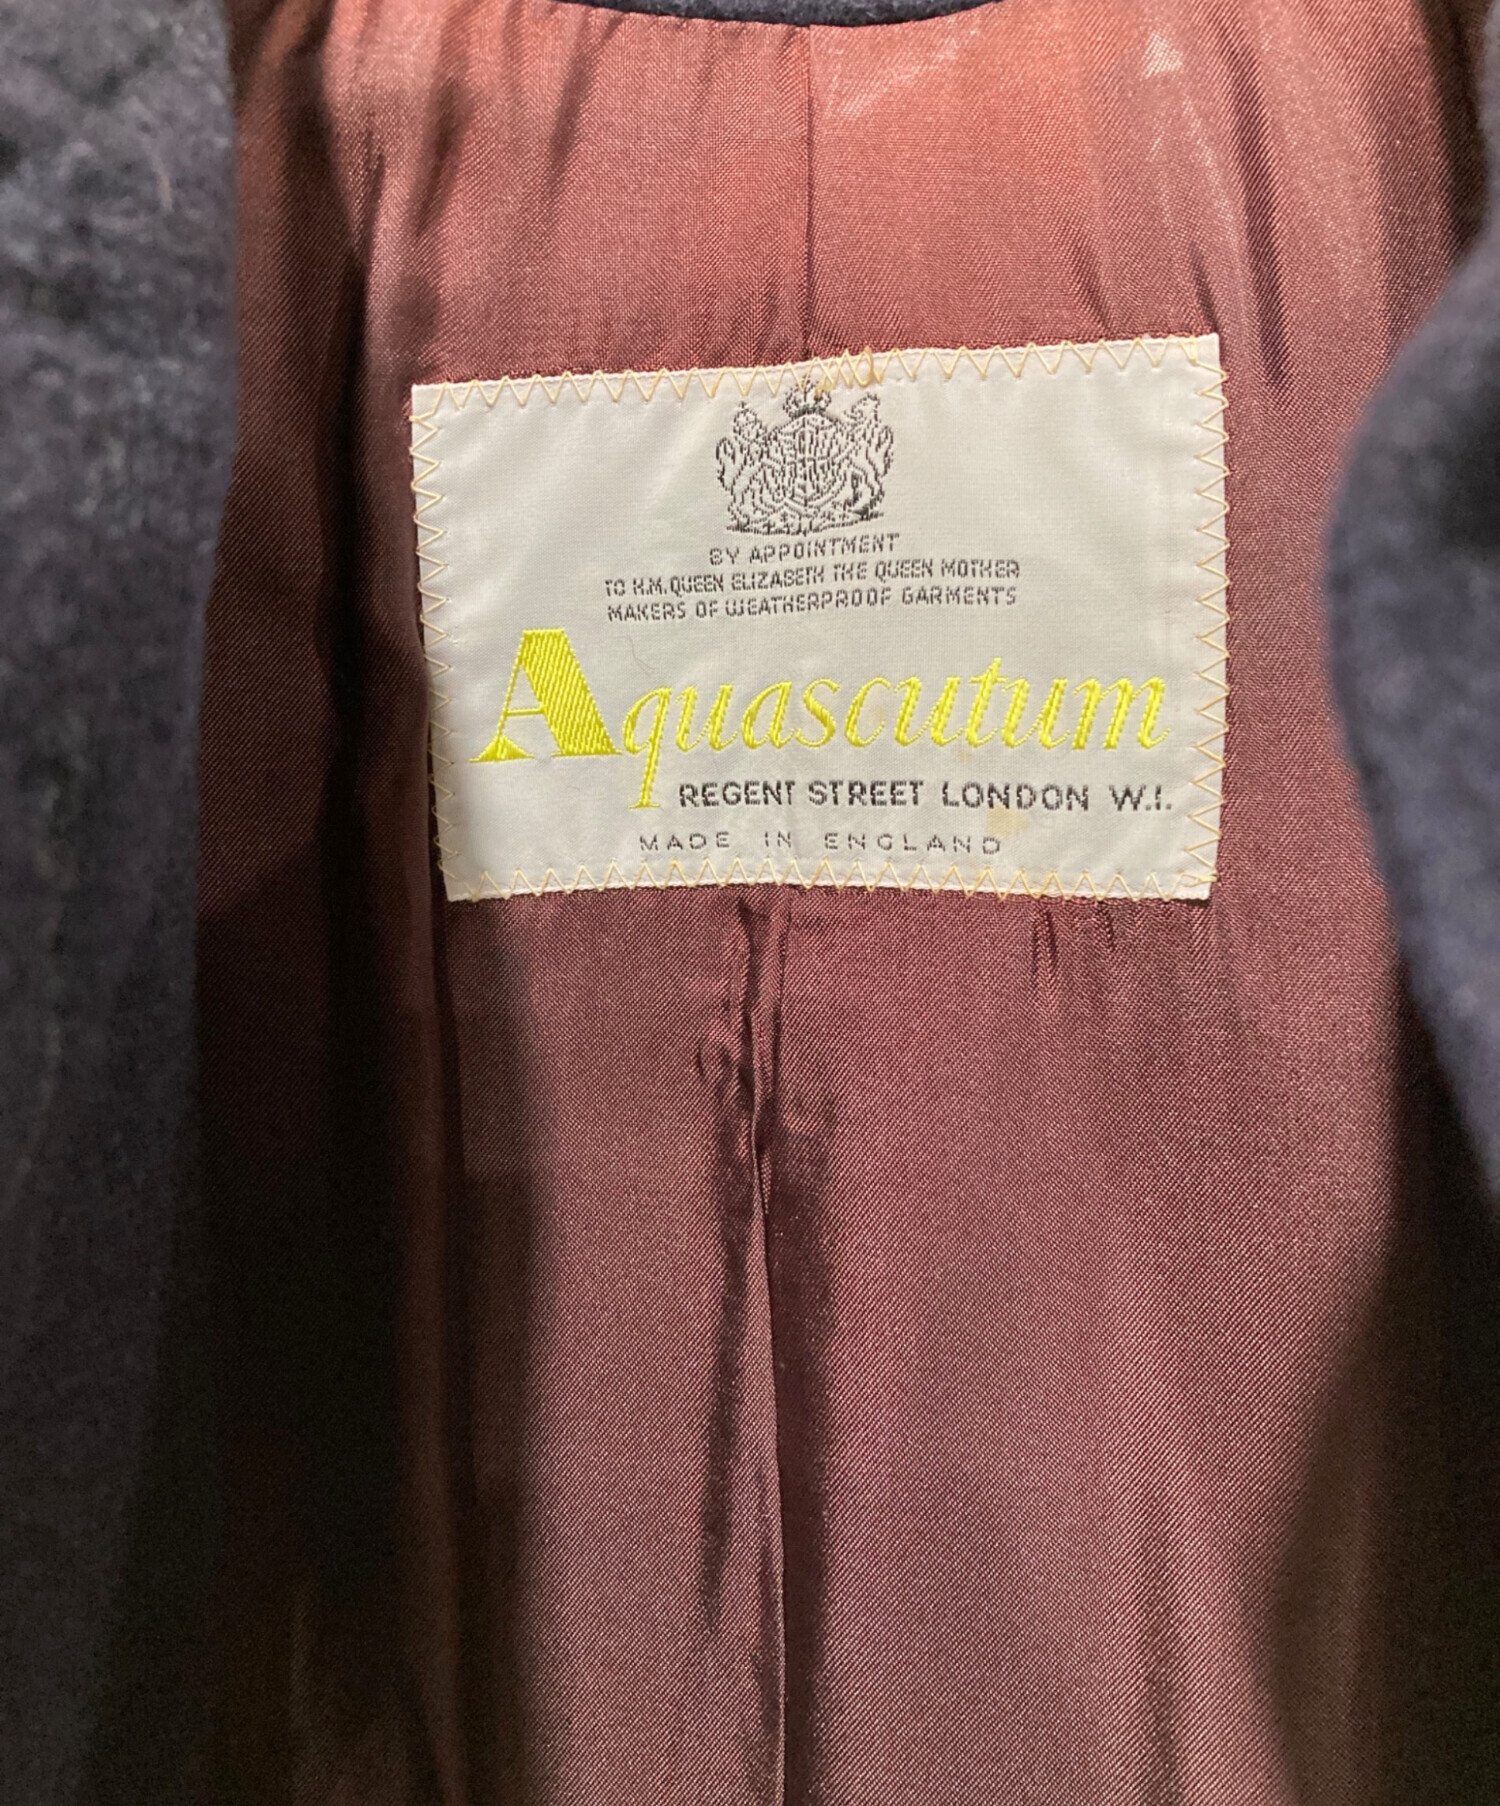 BY APPOINTMENT
TO H.M. QUEEN ELIZABETH THE QUEEN MOTHER
MAKERS OF WEATHERPROOF GARMENTS
Aquascutum
REGENT STREET LONDON W.1.
MADE IN ENGLAND